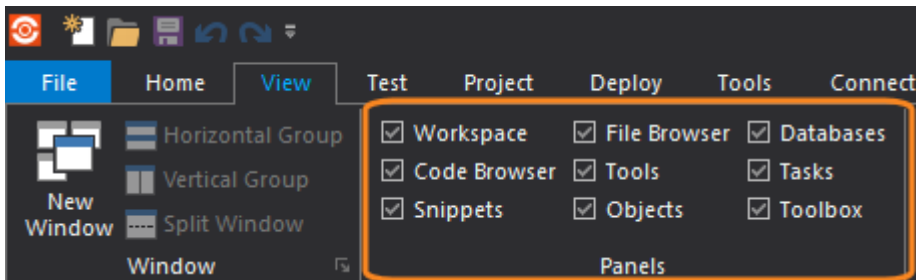 File Home View Test Project Deploy Tools Connect
Horizontal Group
Vertical Group
Split Window
New
Window
Window
Workspace File Browser Databases
Code Browser Tools Tasks
Snippets Objects Toolbox
Panels